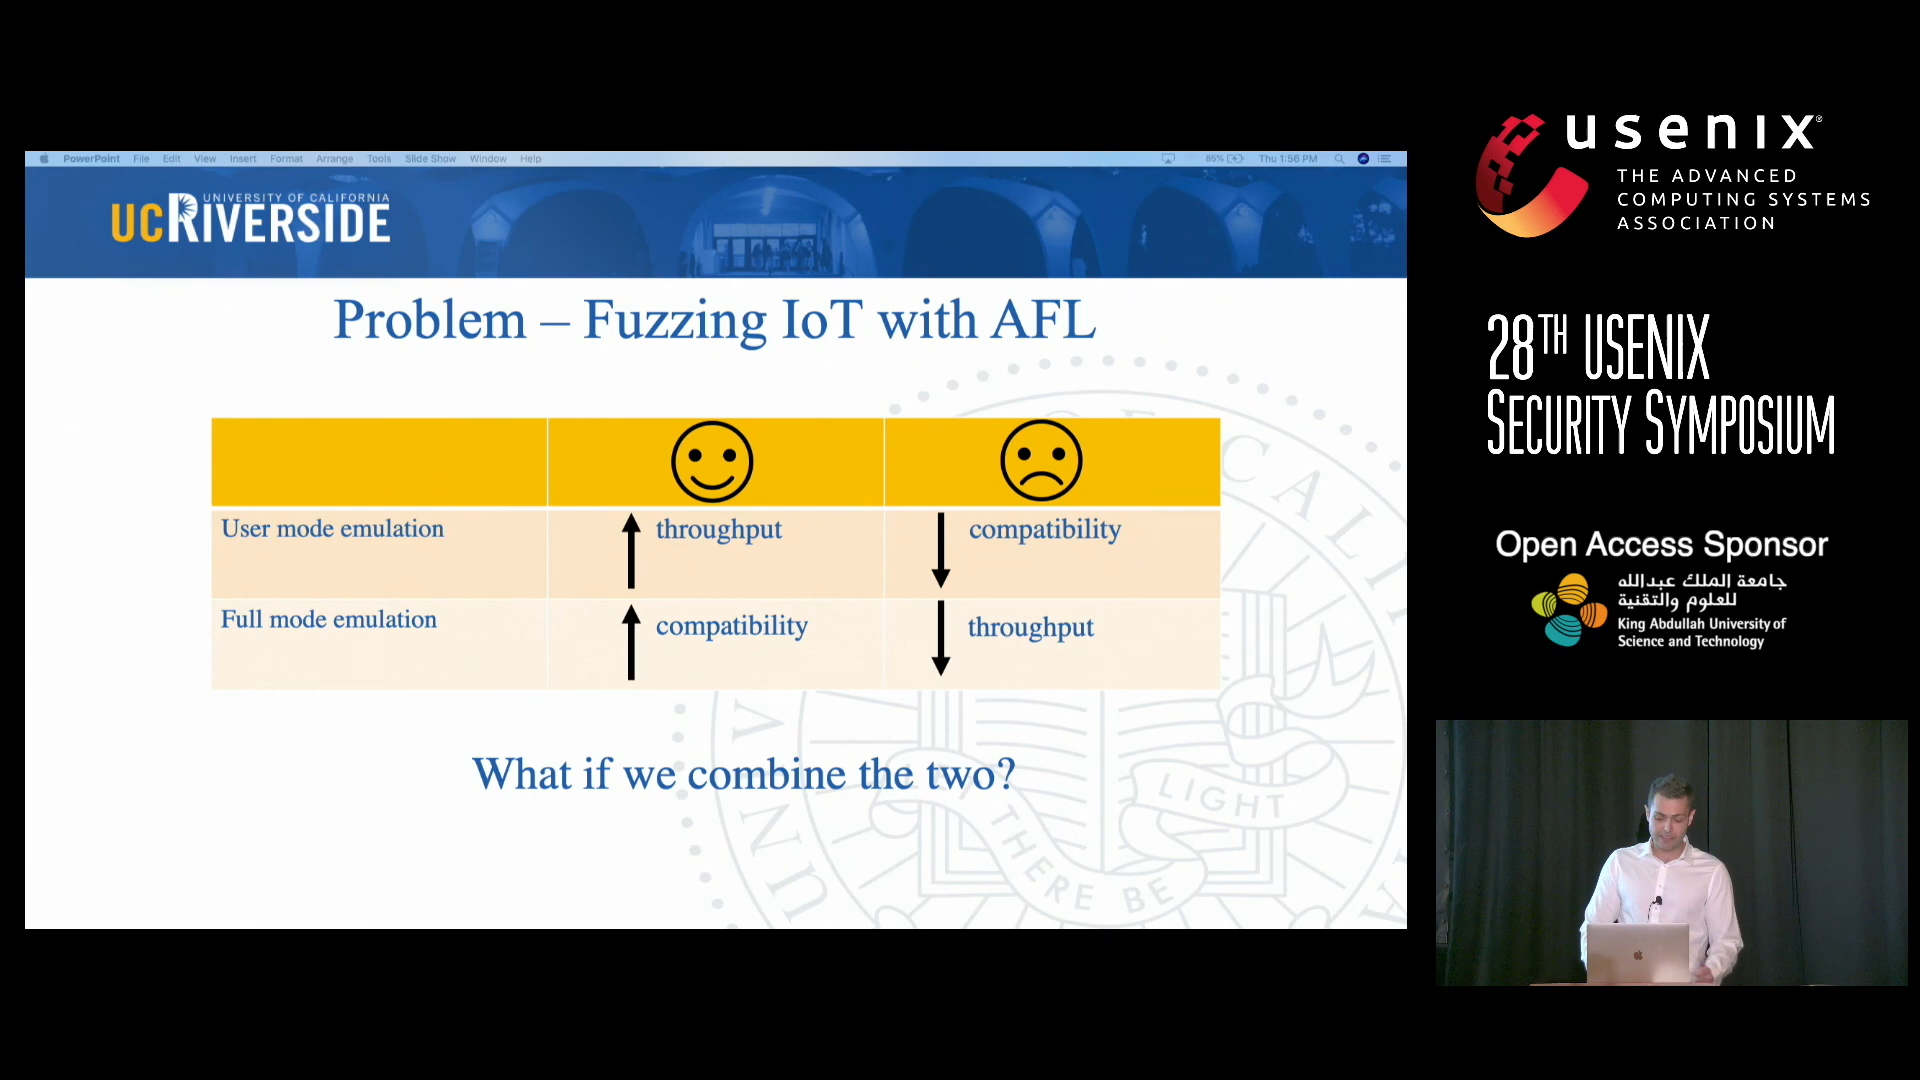 PowerPoint File Edit View Insert Format Arrange Tools Slide Show Window Help 85% Thu 1:56 PM
UNIVERSITY OF CALIFORNIA
UCRIVERSIDE
Problem – Fuzzing IoT with AFL
User mode emulation throughput compatibility
Full mode emulation compatibility throughput
What if we combine the two?
LIGHT
THERE BE
usenix®
THE ADVANCED
COMPUTING SYSTEMS
ASSOCIATION
28TH USENIX
SECURITY SYMPOSIUM
Open Access Sponsor
جامعة الملك عبدالله
للعلوم والتقنية
King Abdullah University of
Science and Technology